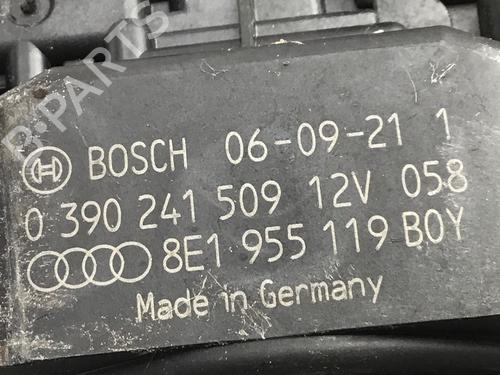 B-PARTS
BOSCH 06-09-21 1
0 390 241 509 12V 058
8E1 955 119 B0Y
Made in Germany